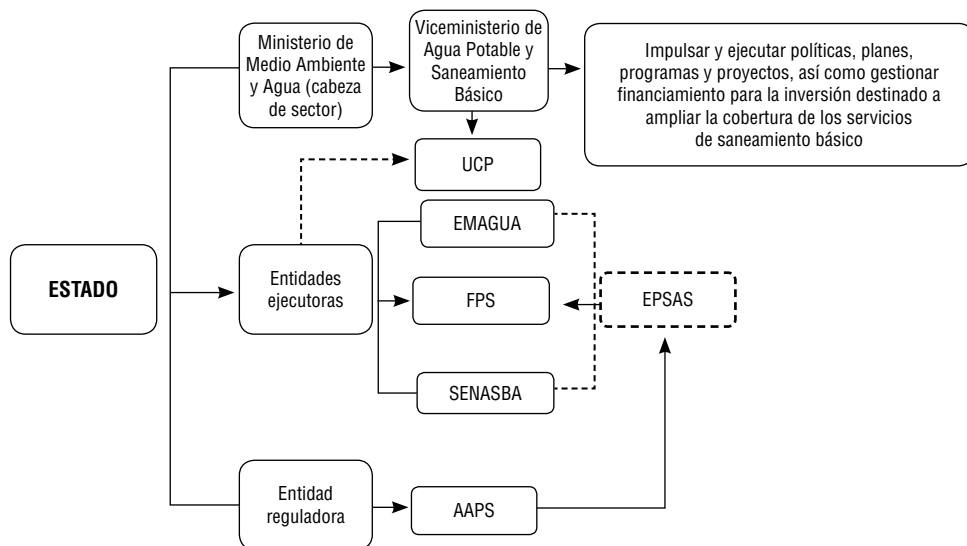 Ministerio de
Medio Ambiente
y Agua (cabeza
de sector)
Viceministerio de
Agua Potable y
Saneamiento
Básico
Impulsar y ejecutar políticas, planes,
programas y proyectos, así como gestionar
financiamiento para la inversión destinado a
ampliar la cobertura de los servicios
de saneamiento básico
UCP
EMAGUA
ESTADO
Entidades
ejecutoras
FPS
EPSAS
SENASBA
Entidad
reguladora
AAPS